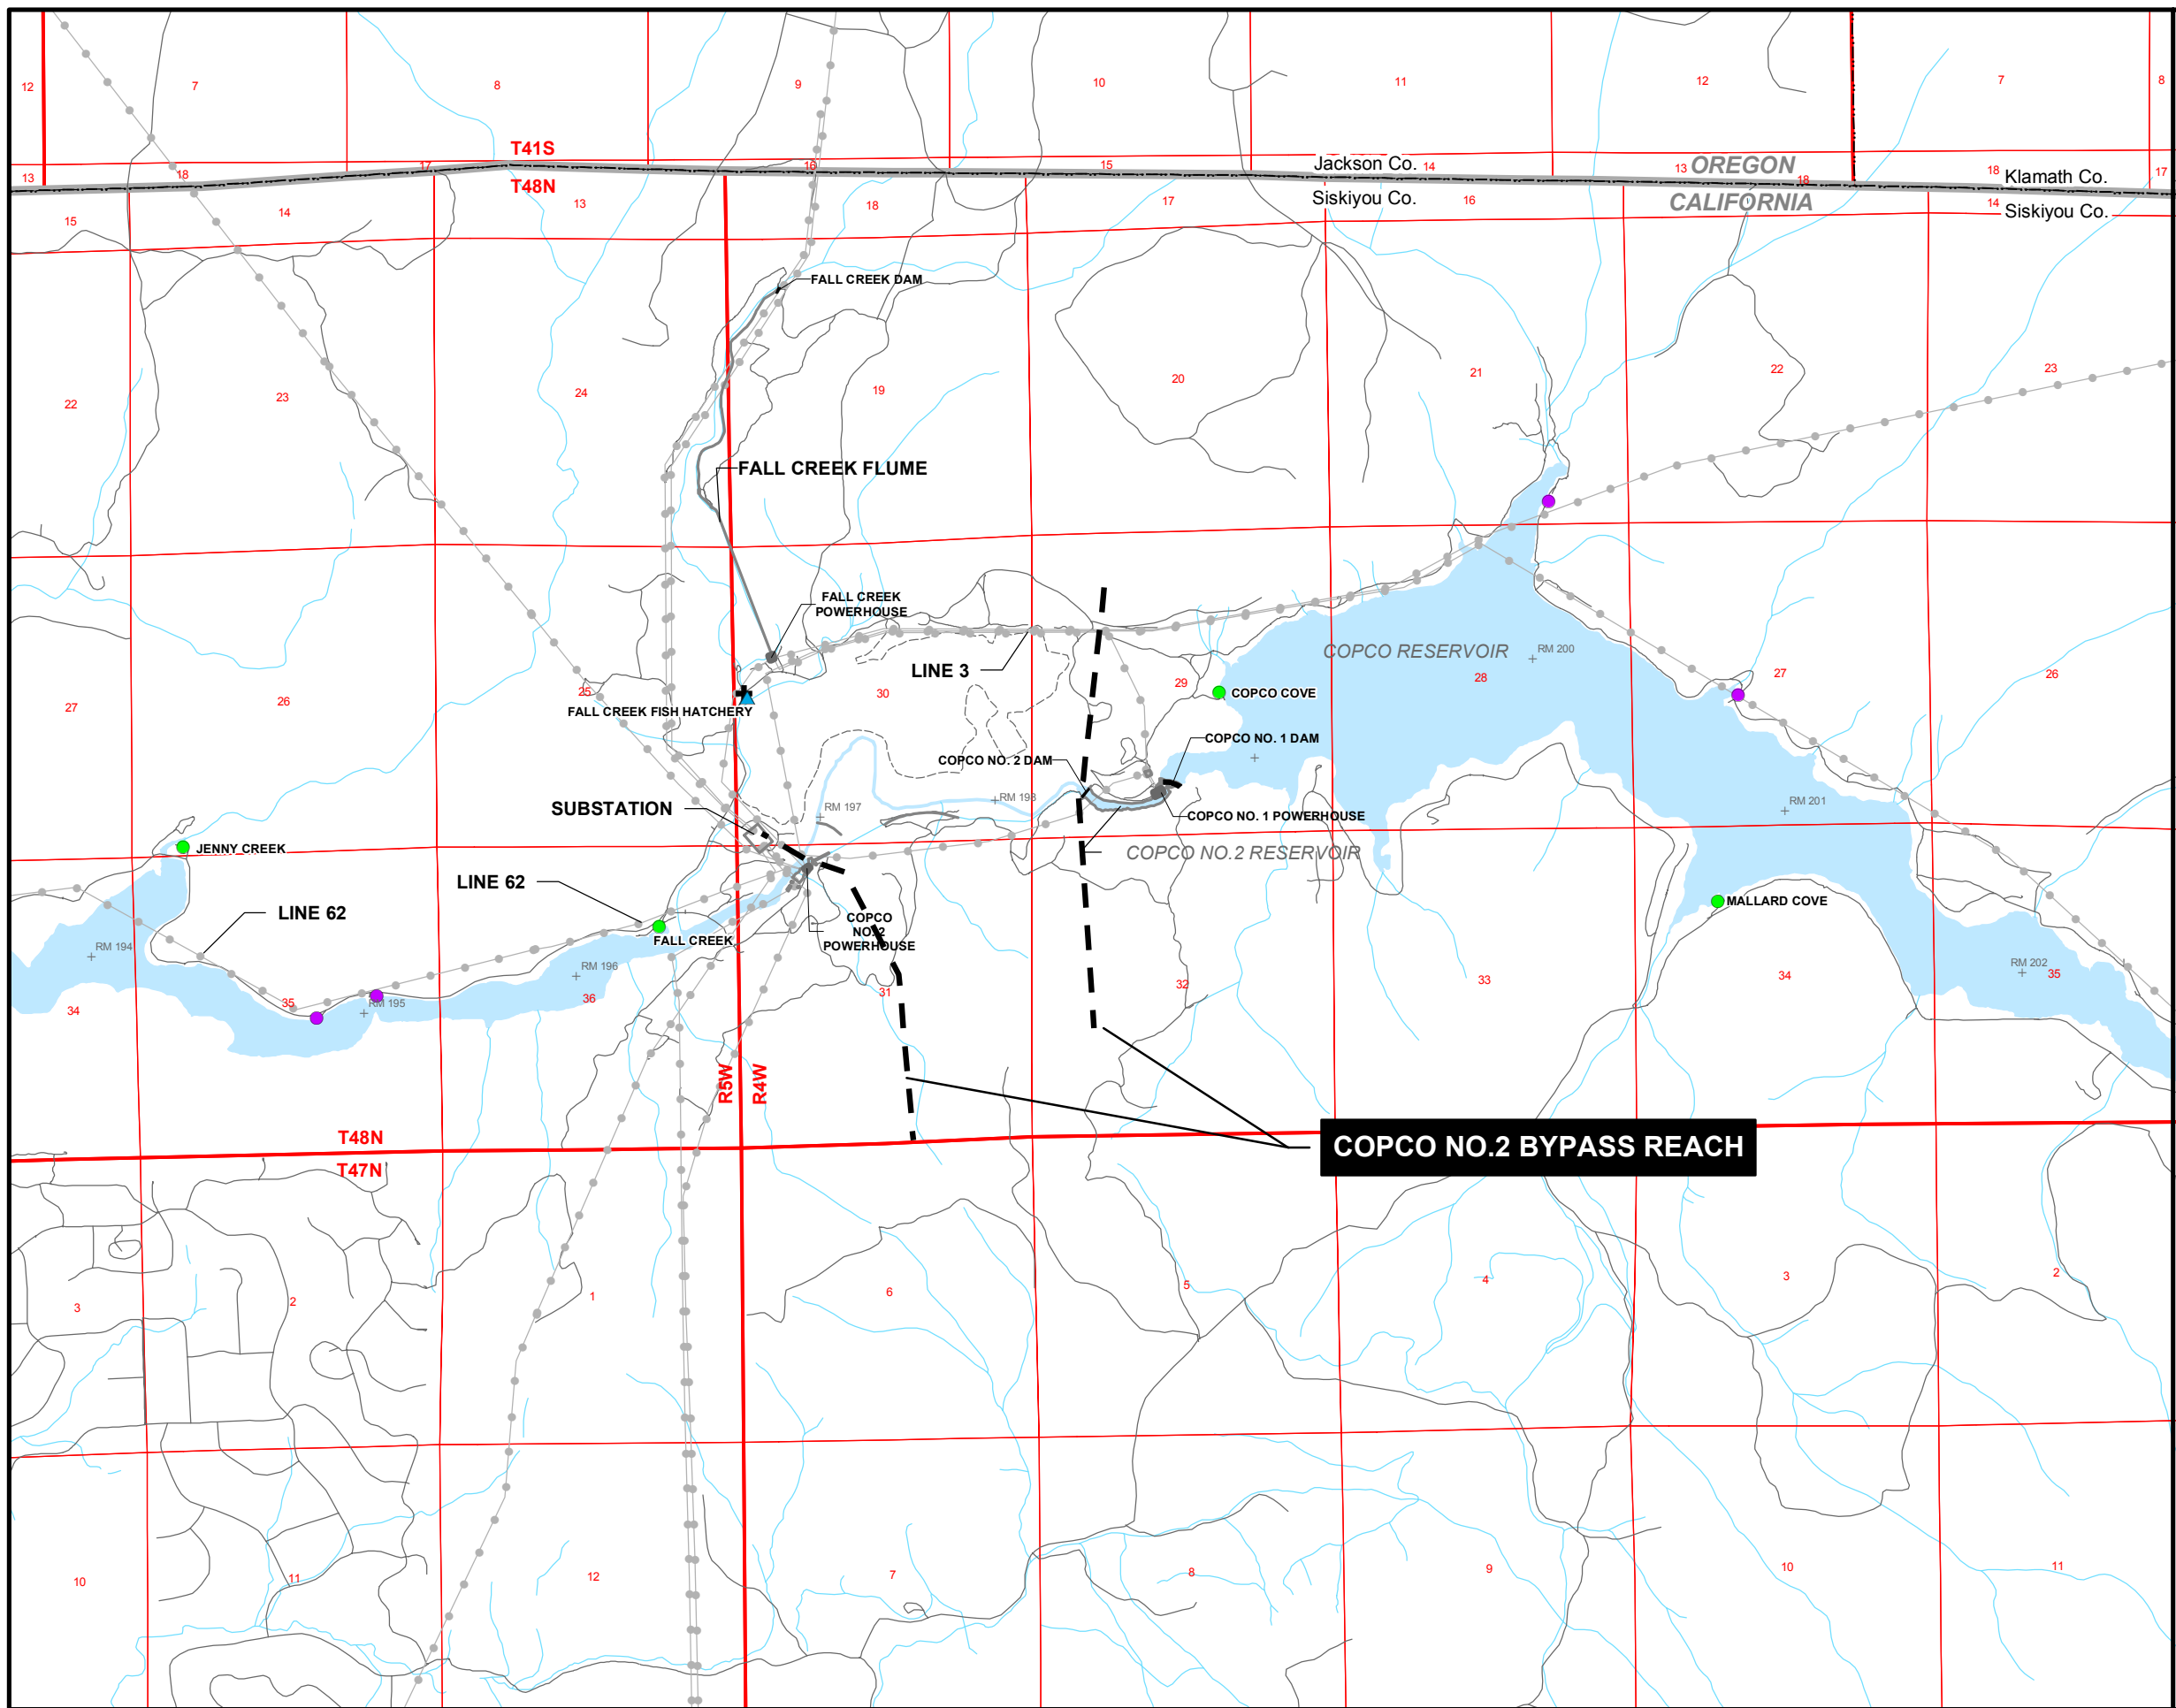 12
7
8
9
10
11
12
7
8
T41S
T48N
13
18
17
16
15
Jackson Co.
14
13
OREGON
18
18
Klamath Co.
17
15
14
13
18
17
Siskiyou Co.
16
CALIFORNIA
14
Siskiyou Co.
FALL CREEK DAM
22
23
24
19
20
21
22
23
FALL CREEK FLUME
FALL CREEK
POWERHOUSE
LINE 3
COPCO RESERVOIR
RM 200
27
26
25
30
29
28
27
26
FALL CREEK FISH HATCHERY
COPCO COVE
COPCO NO. 1 DAM
COPCO NO. 2 DAM
SUBSTATION
RM 197
RM 198
RM 201
COPCO NO. 1 POWERHOUSE
JENNY CREEK
COPCO NO.2 RESERVOIR
LINE 62
LINE 62
MALLARD COVE
COPCO
NO. 2
POWERHOUSE
FALL CREEK
RM 194
RM 196
RM 202
34
35
RM 195
36
31
32
33
34
35
R5W
R4W
T48N
T47N
COPCO NO.2 BYPASS REACH
3
2
1
6
5
4
3
2
10
11
12
7
8
9
10
11